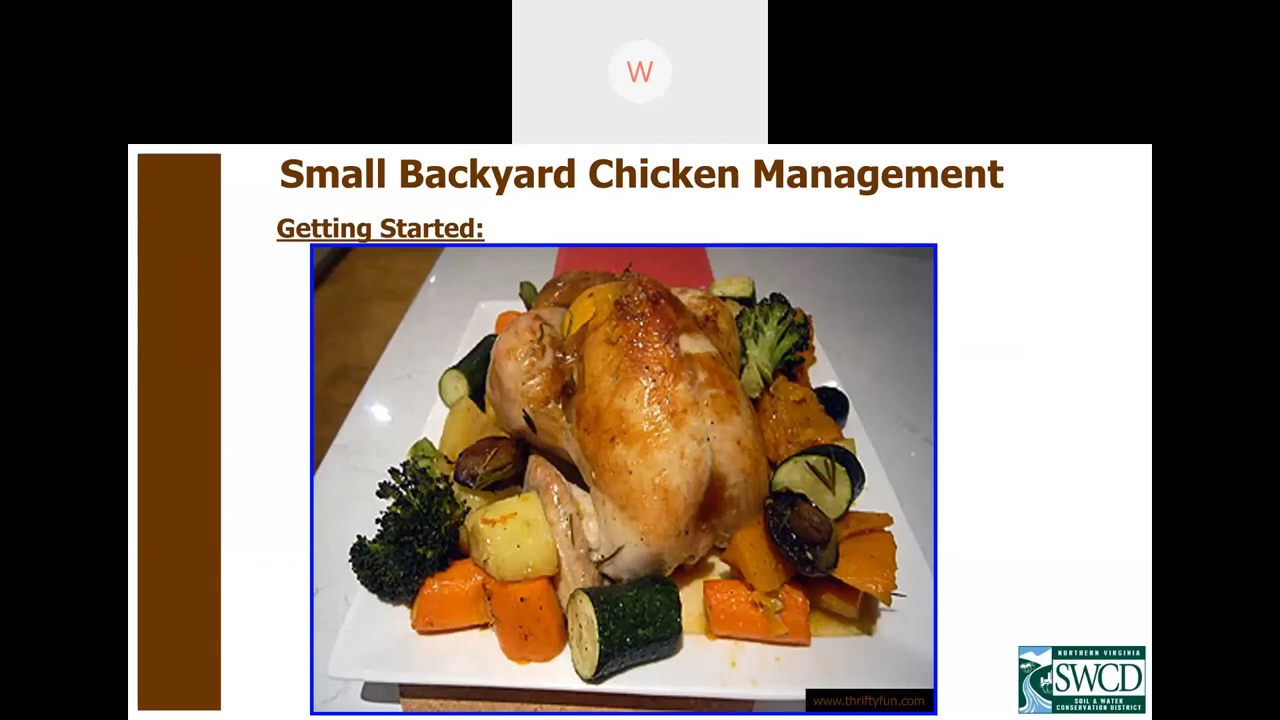 W
Small Backyard Chicken Management
Getting Started:
www.thriftyfun.com
NORTHERN VIRGINIA
SWCD
SOIL & WATER
CONSERVATION DISTRICT